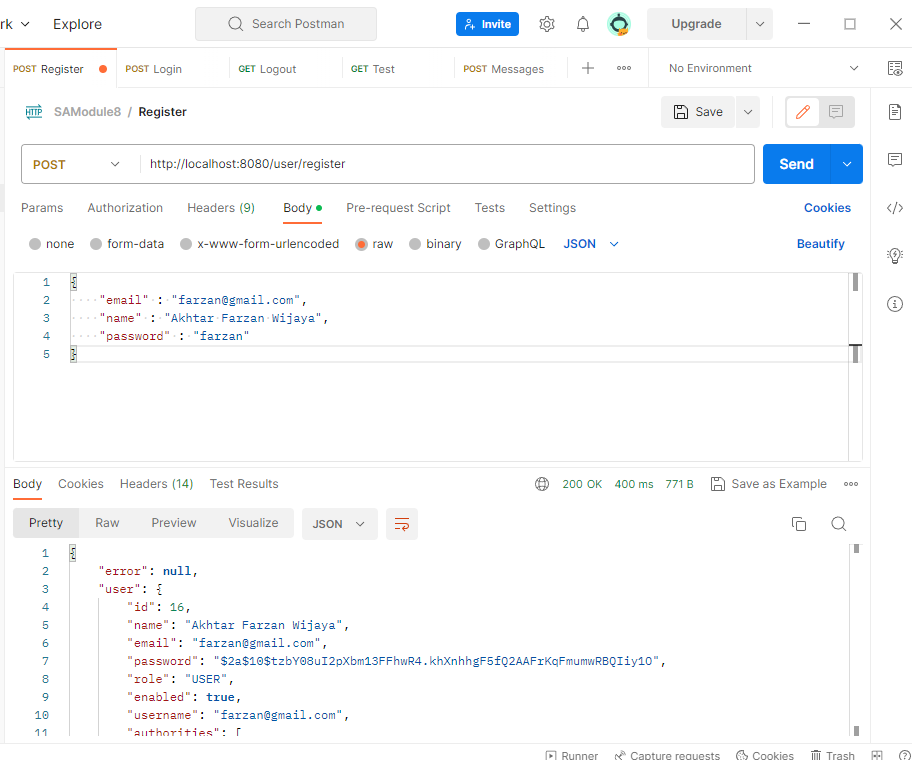 rk Explore Search Postman Invite Upgrade
POST Register POST Login GET Logout GET Test POST Messages No Environment
HTTP SAModule8 / Register Save
POST http://localhost:8080/user/register Send
Params Authorization Headers (9) Body Pre-request Script Tests Settings Cookies
none form-data x-www-form-urlencoded raw binary GraphQL JSON Beautify
1 {
2 "email" : "farzan@gmail.com",
3 "name" : "Akhtar Farzan Wijaya",
4 "password" : "farzan"
5 }
Body Cookies Headers (14) Test Results 200 OK 400 ms 771 B Save as Example
Pretty Raw Preview Visualize JSON
1 {
2 "error": null,
3 "user": {
4 "id": 16,
5 "name": "Akhtar Farzan Wijaya",
6 "email": "farzan@gmail.com",
7 "password": "$2a$10$tzbY08uI2pXbm13FFhwR4.khXnhhgF5fQ2AAFrKqFmumwRBQIiy1O",
8 "role": "USER",
9 "enabled": true,
10 "username": "farzan@gmail.com",
11 "authorities": [
Runner Capture requests Cookies Trash